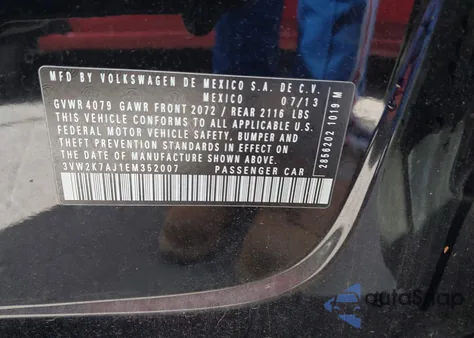 MFD BY VOLKSWAGEN DE MEXICO S.A. DE C.V.
MEXICO 07/13
GVWR 4079 GAWR FRONT 2072 / REAR 2116 LBS
THIS VEHICLE CONFORMS TO ALL APPLICABLE U.S.
FEDERAL MOTOR VEHICLE SAFETY, BUMPER AND
THEFT PREVENTION STANDARDS IN EFFECT ON THE
DATE OF MANUFACTURE SHOWN ABOVE.
3VW2K7AJ1EM352007 PASSENGER CAR
2856202 1019 M
autoSnap